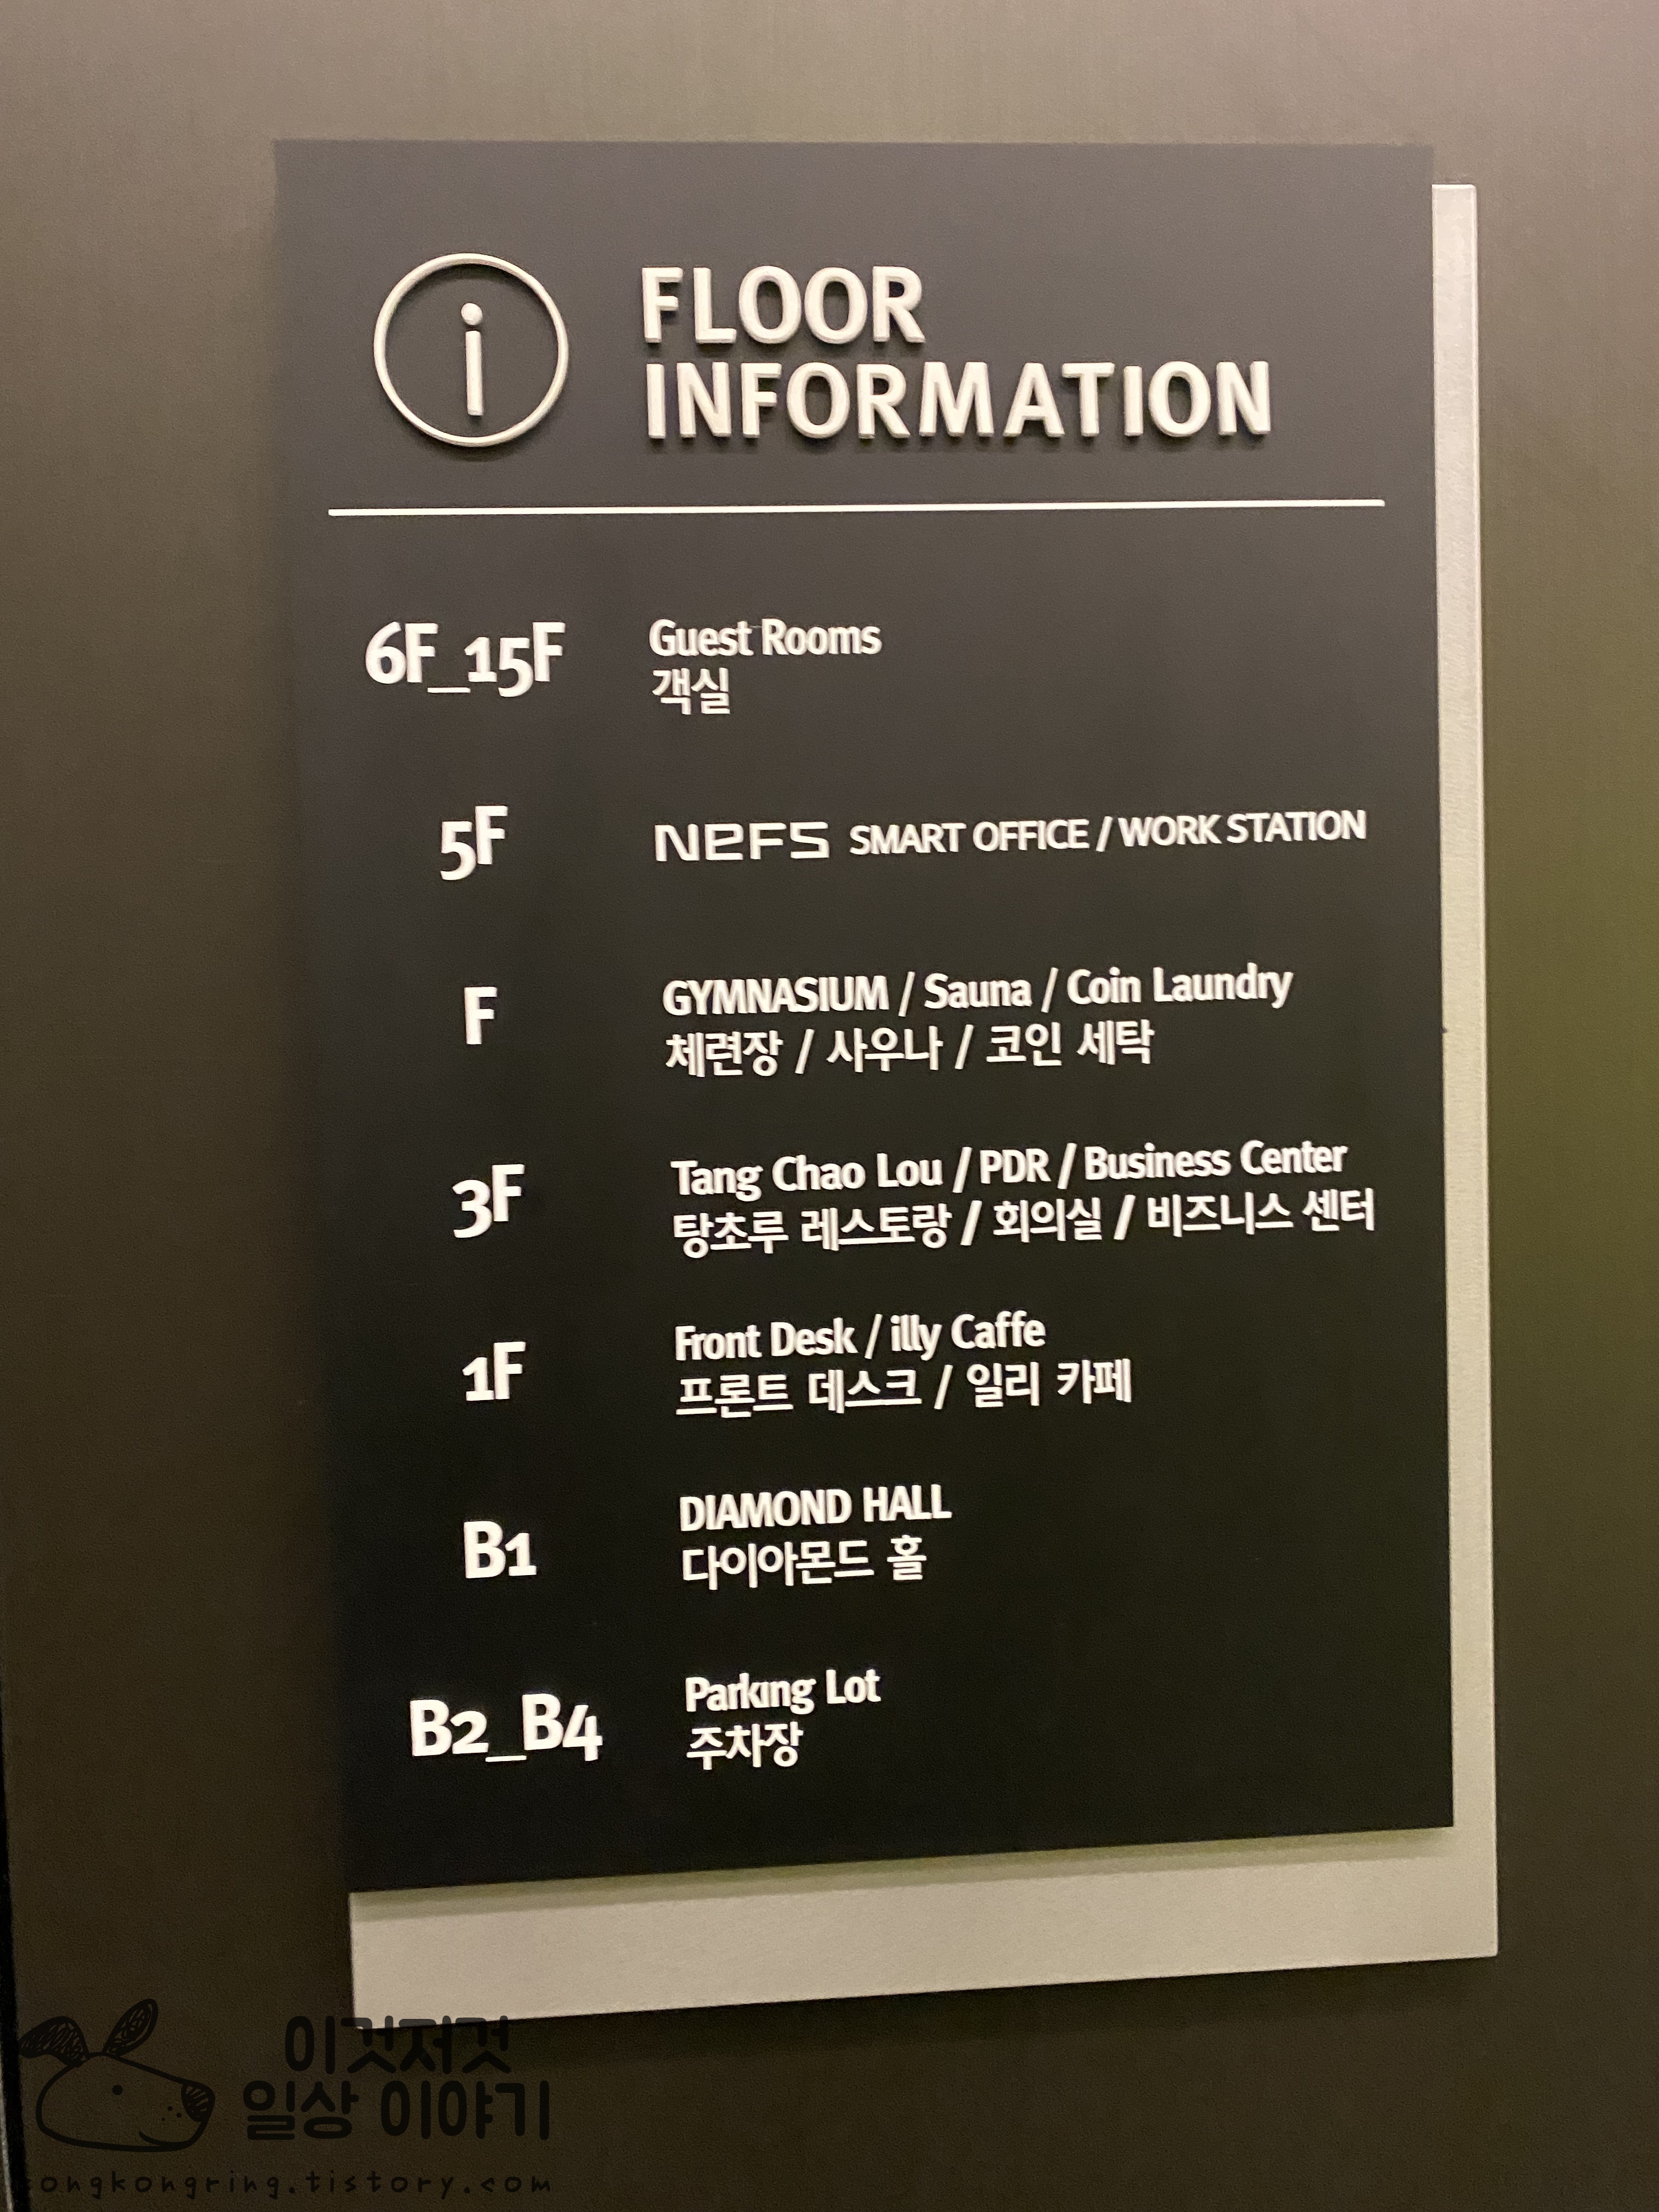 i
FLOOR
INFORMATION
6F_15F
Guest Rooms
객실
5F
NEFS SMART OFFICE / WORK STATION
F
GYMNASIUM / Sauna / Coin Laundry
체련장 / 사우나 / 코인 세탁
3F
Tang Chao Lou / PDR / Business Center
탕초루 레스토랑 / 회의실 / 비즈니스 센터
1F
Front Desk / illy Caffe
프론트 데스크 / 일리 카페
B1
DIAMOND HALL
다이아몬드 홀
B2_B4
Parking Lot
주차장
이것저것
일상 이야기
songkongring.tistory.com